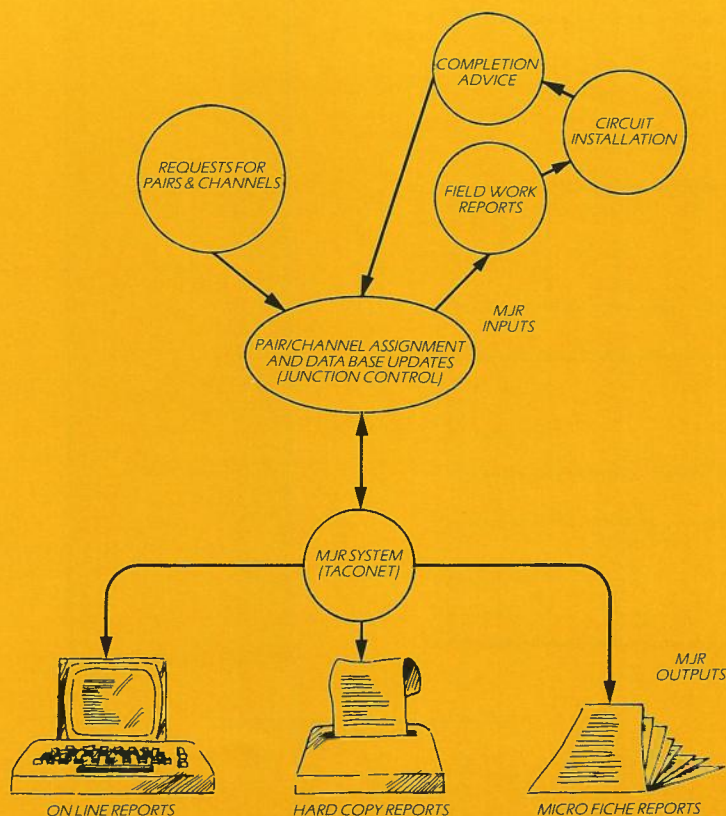 COMPLETION
ADVICE
CIRCUIT
INSTALLATION
REQUESTS FOR
PAIRS & CHANNELS
FIELD WORK
REPORTS
MJR
INPUTS
PAIR/CHANNEL ASSIGNMENT
AND DATA BASE UPDATES
(JUNCTION CONTROL)
MJR SYSTEM
(TACONET)
MJR
OUTPUTS
ON LINE REPORTS
HARD COPY REPORTS
MICRO FICHE REPORTS